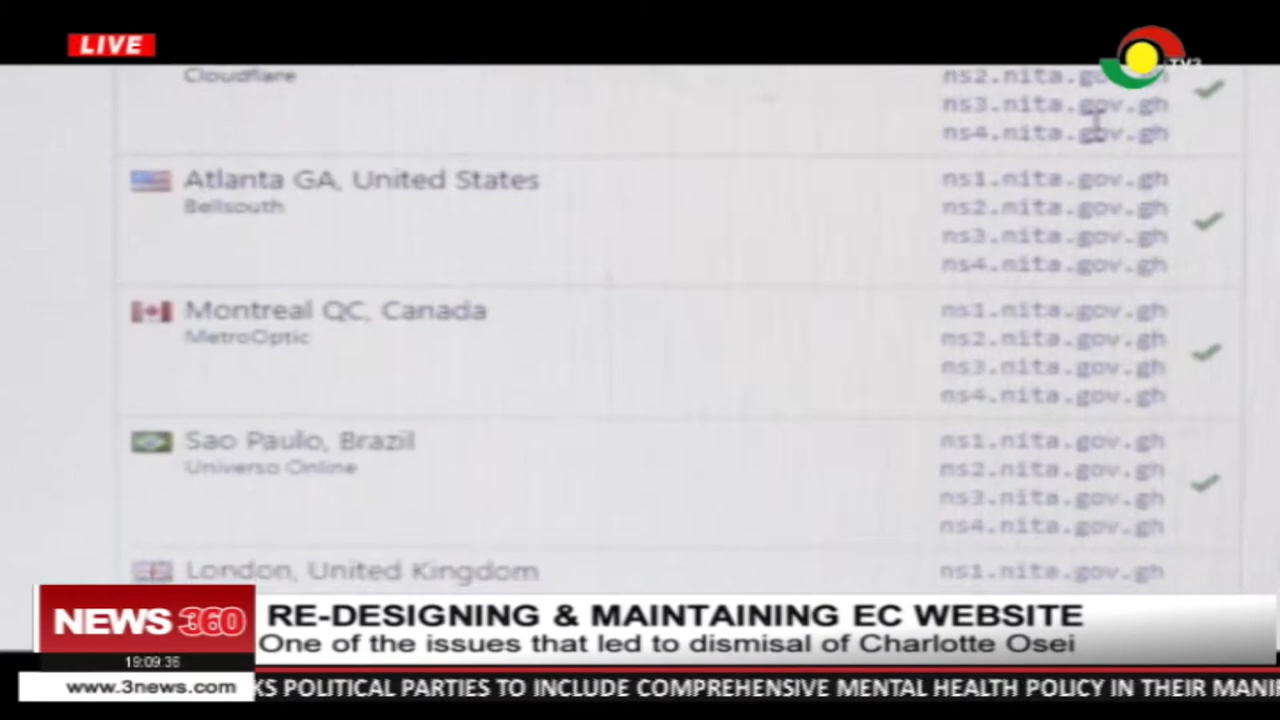 LIVE
TV3
Cloudflare
ns2.nita.gov.gh
ns3.nita.gov.gh
ns4.nita.gov.gh
Atlanta GA, United States
Bellsouth
ns1.nita.gov.gh
ns2.nita.gov.gh
ns3.nita.gov.gh
ns4.nita.gov.gh
Montreal QC, Canada
MetroOptic
ns1.nita.gov.gh
ns2.nita.gov.gh
ns3.nita.gov.gh
ns4.nita.gov.gh
Sao Paulo, Brazil
Universo Online
ns1.nita.gov.gh
ns2.nita.gov.gh
ns3.nita.gov.gh
ns4.nita.gov.gh
London, United Kingdom
ns1.nita.gov.gh
NEWS 360
RE-DESIGNING & MAINTAINING EC WEBSITE
One of the issues that led to dismisal of Charlotte Osei
19:09:36
www.3news.com
KS POLITICAL PARTIES TO INCLUDE COMPREHENSIVE MENTAL HEALTH POLICY IN THEIR MANI